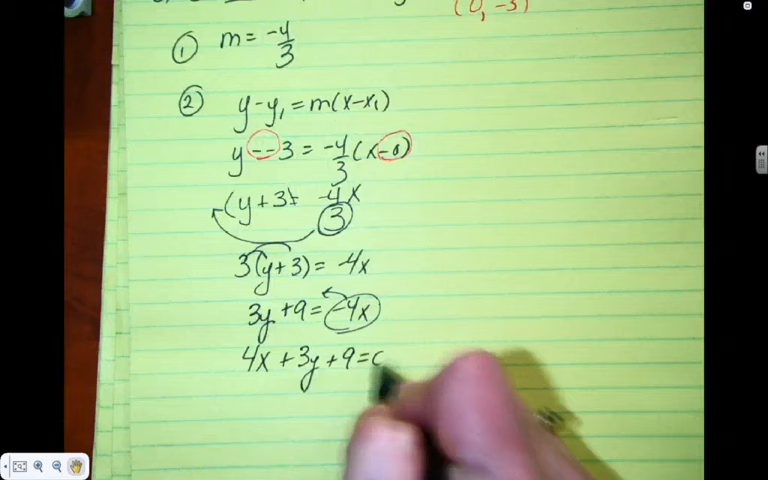 (0, -3)
① m = -4/3
② y - y₁ = m(x - x₁)
y - - 3 = -4/3 (x - 0)
(y + 3) = -4x/3
3(y + 3) = -4x
3y + 9 = -4x
4x + 3y + 9 =